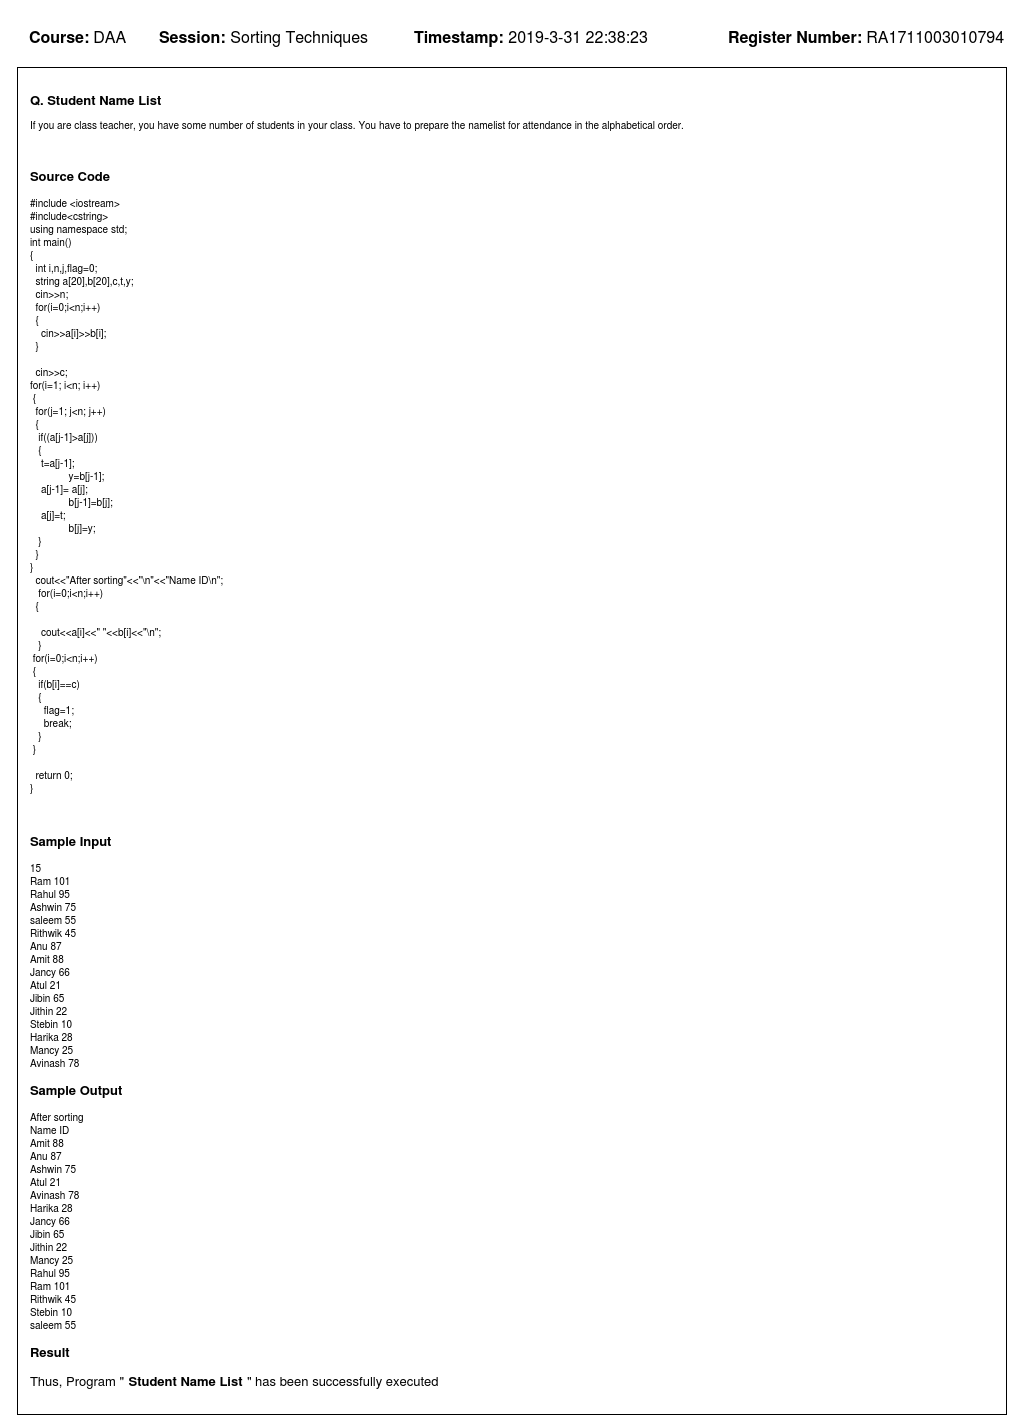 Course: DAA Session: Sorting Techniques Timestamp: 2019-3-31 22:38:23 Register Number: RA1711003010794
Q. Student Name List
If you are class teacher, you have some number of students in your class. You have to prepare the namelist for attendance in the alphabetical order.
Source Code
#include <iostream>
#include<cstring>
using namespace std;
int main()
{
  int i,n,j,flag=0;
  string a[20],b[20],c,t,y;
  cin>>n;
  for(i=0;i<n;i++)
  {
    cin>>a[i]>>b[i];
  }
  cin>>c;
for(i=1; i<n; i++)
 {
  for(j=1; j<n; j++)
  {
   if((a[j-1]>a[j]))
   {
    t=a[j-1];
              y=b[j-1];
    a[j-1]= a[j];
              b[j-1]=b[j];
    a[j]=t;
              b[j]=y;
   }
  }
}
  cout<<"After sorting"<<"\n"<<"Name ID\n";
   for(i=0;i<n;i++)
  {
    cout<<a[i]<<" "<<b[i]<<"\n";
   }
 for(i=0;i<n;i++)
 {
   if(b[i]==c)
   {
     flag=1;
     break;
   }
 }
  return 0;
}
Sample Input
15
Ram 101
Rahul 95
Ashwin 75
saleem 55
Rithwik 45
Anu 87
Amit 88
Jancy 66
Atul 21
Jibin 65
Jithin 22
Stebin 10
Harika 28
Mancy 25
Avinash 78
Sample Output
After sorting
Name ID
Amit 88
Anu 87
Ashwin 75
Atul 21
Avinash 78
Harika 28
Jancy 66
Jibin 65
Jithin 22
Mancy 25
Rahul 95
Ram 101
Rithwik 45
Stebin 10
saleem 55
Result
Thus, Program " Student Name List " has been successfully executed